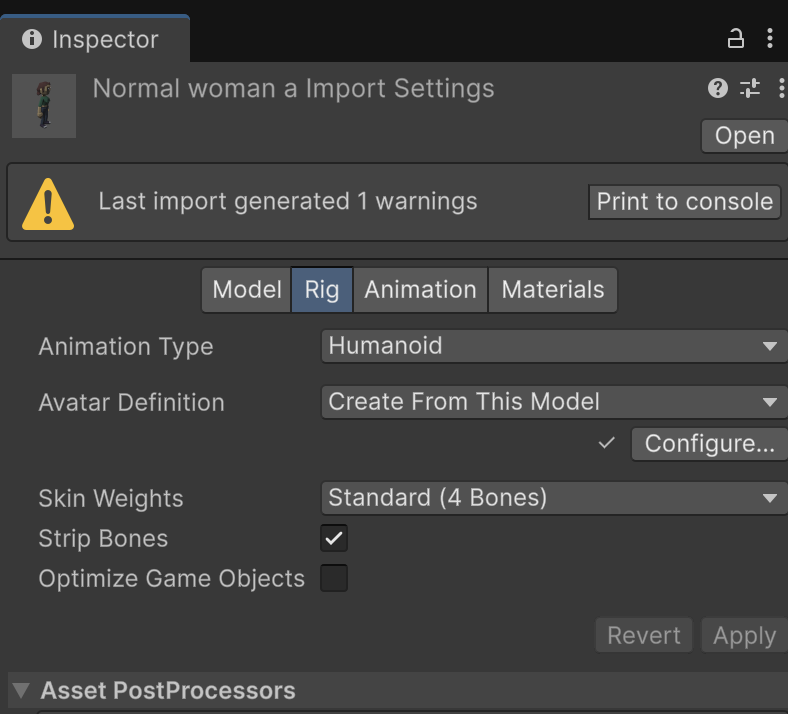 Inspector
Normal woman a Import Settings
Open
Last import generated 1 warnings
Print to console
Model Rig Animation Materials
Animation Type Humanoid
Avatar Definition Create From This Model
Configure...
Skin Weights Standard (4 Bones)
Strip Bones
Optimize Game Objects
Revert Apply
Asset PostProcessors